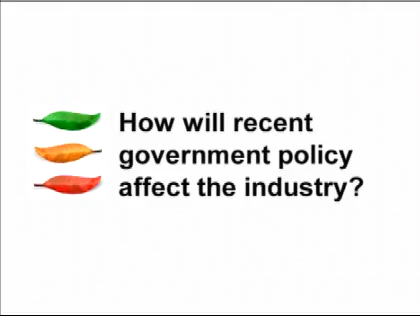 How will recent
government policy
affect the industry?